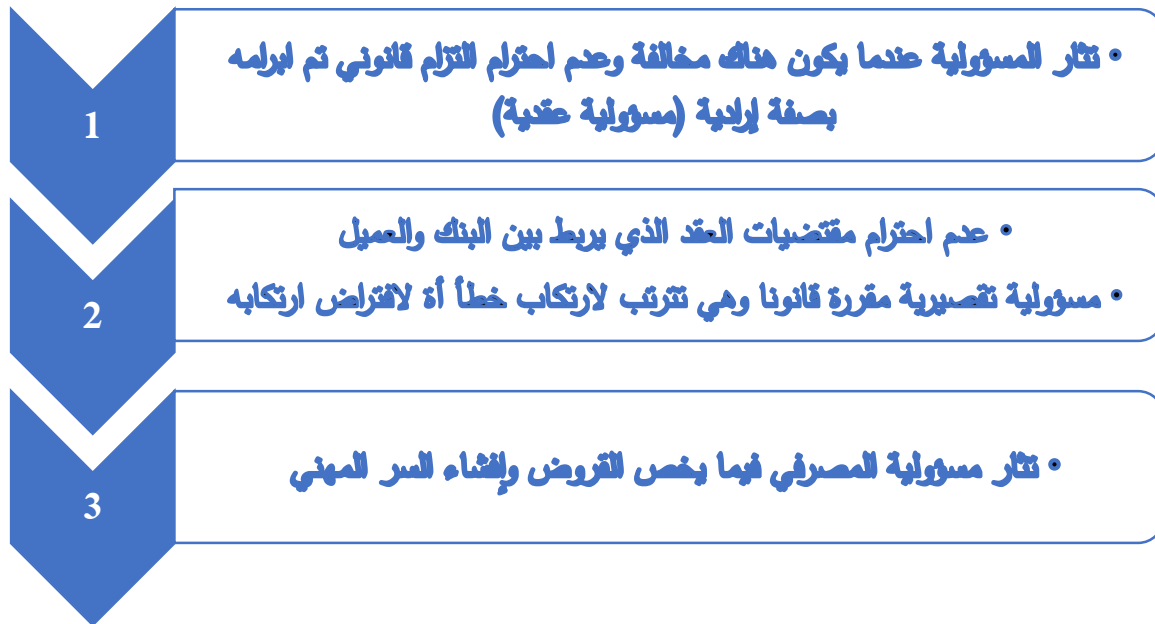 1
• تثار المسؤولية عندما يكون هناك مخالفة وعدم احترام التزام قانوني تم ابرامه
بصفة إرادية (مسؤولية عقدية)
2
• عدم احترام مقتضيات العقد الذي يربط بين البنك والعميل
• مسؤولية تقصيرية مقررة قانونا وهي تترتب لارتكاب خطأ أة لافتراض ارتكابه
3
• تثار مسؤولية المصرفي فيما يخص القروض وإفشاء السر المهني